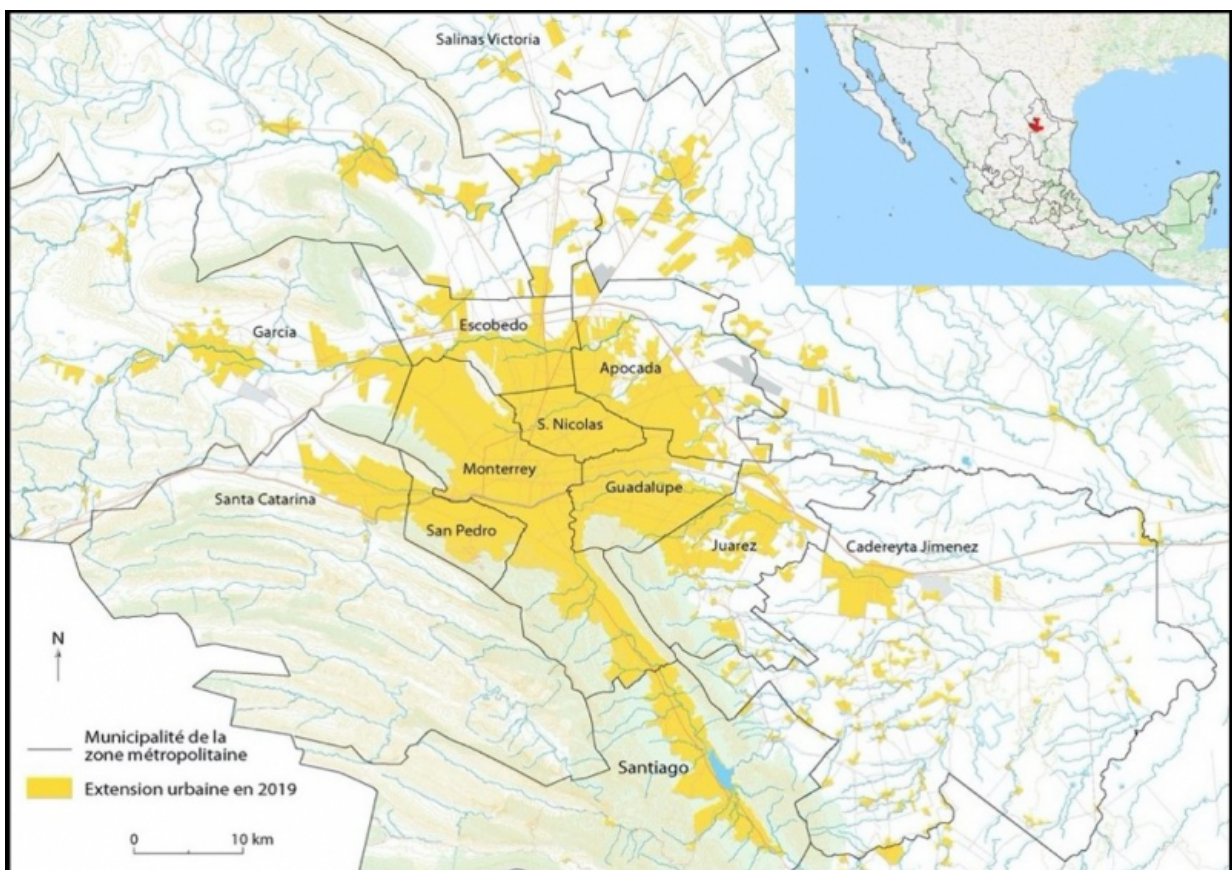 Salinas Victoria
Garcia
Escobedo
Apocada
S. Nicolas
Monterrey
Guadalupe
Santa Catarina
San Pedro
Juarez
Cadereyta Jimenez
Santiago
N
Municipalité de la
zone métropolitaine
Extension urbaine en 2019
0 10 km